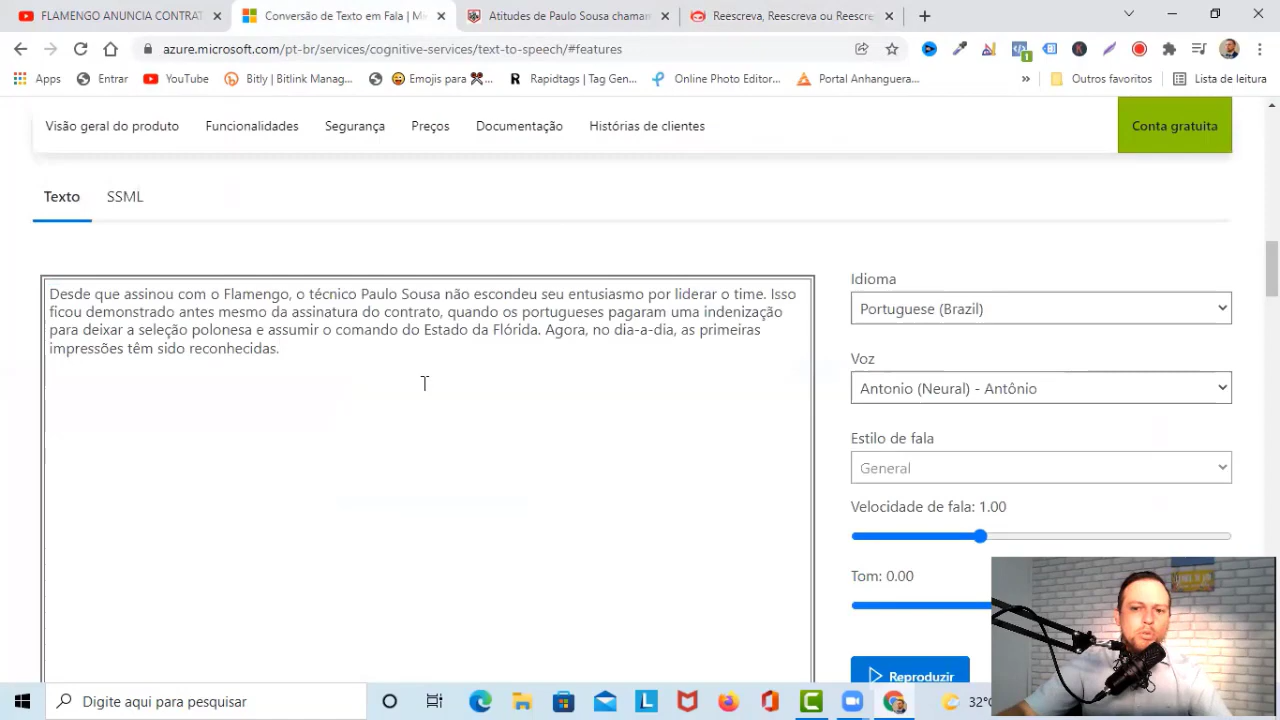 FLAMENGO ANUNCIA CONTRAT
Conversão de Texto em Fala | M
Atitudes de Paulo Sousa chamam
Reescreva, Reescreva ou Reescre
azure.microsoft.com/pt-br/services/cognitive-services/text-to-speech/#features
1
Apps
Entrar
YouTube
Bitly | Bitlink Manag...
Emojis para
Rapidtags | Tag Gen...
Online Photo Editor...
Portal Anhanguera...
»
Outros favoritos
Lista de leitura
Visão geral do produto
Funcionalidades
Segurança
Preços
Documentação
Histórias de clientes
Conta gratuita
Texto
SSML
Desde que assinou com o Flamengo, o técnico Paulo Sousa não escondeu seu entusiasmo por liderar o time. Isso
ficou demonstrado antes mesmo da assinatura do contrato, quando os portugueses pagaram uma indenização
para deixar a seleção polonesa e assumir o comando do Estado da Flórida. Agora, no dia-a-dia, as primeiras
impressões têm sido reconhecidas.
Idioma
Portuguese (Brazil)
Voz
Antonio (Neural) - Antônio
Estilo de fala
General
Velocidade de fala: 1.00
Tom: 0.00
Reproduzir
Digite aqui para pesquisar
32°